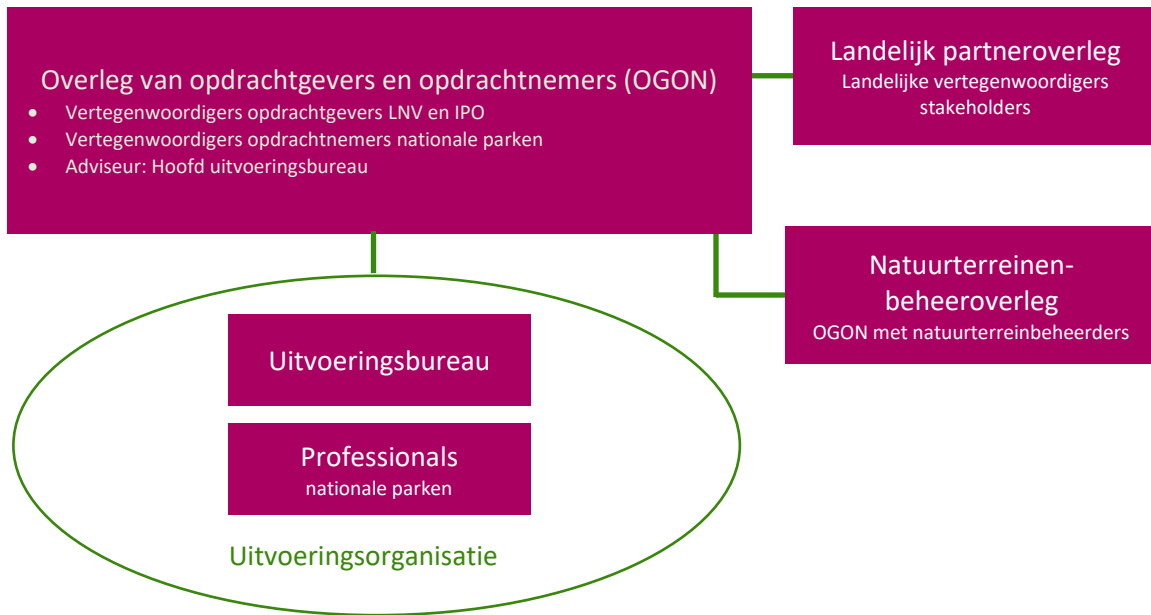 Overleg van opdrachtgevers en opdrachtnemers (OGON)
• Vertegenwoordigers opdrachtgevers LNV en IPO
• Vertegenwoordigers opdrachtnemers nationale parken
• Adviseur: Hoofd uitvoeringsbureau
Landelijk partneroverleg
Landelijke vertegenwoordigers
stakeholders
Natuurterreinen-
beheeroverleg
OGON met natuurterreinbeheerders
Uitvoeringsbureau
Professionals
nationale parken
Uitvoeringsorganisatie